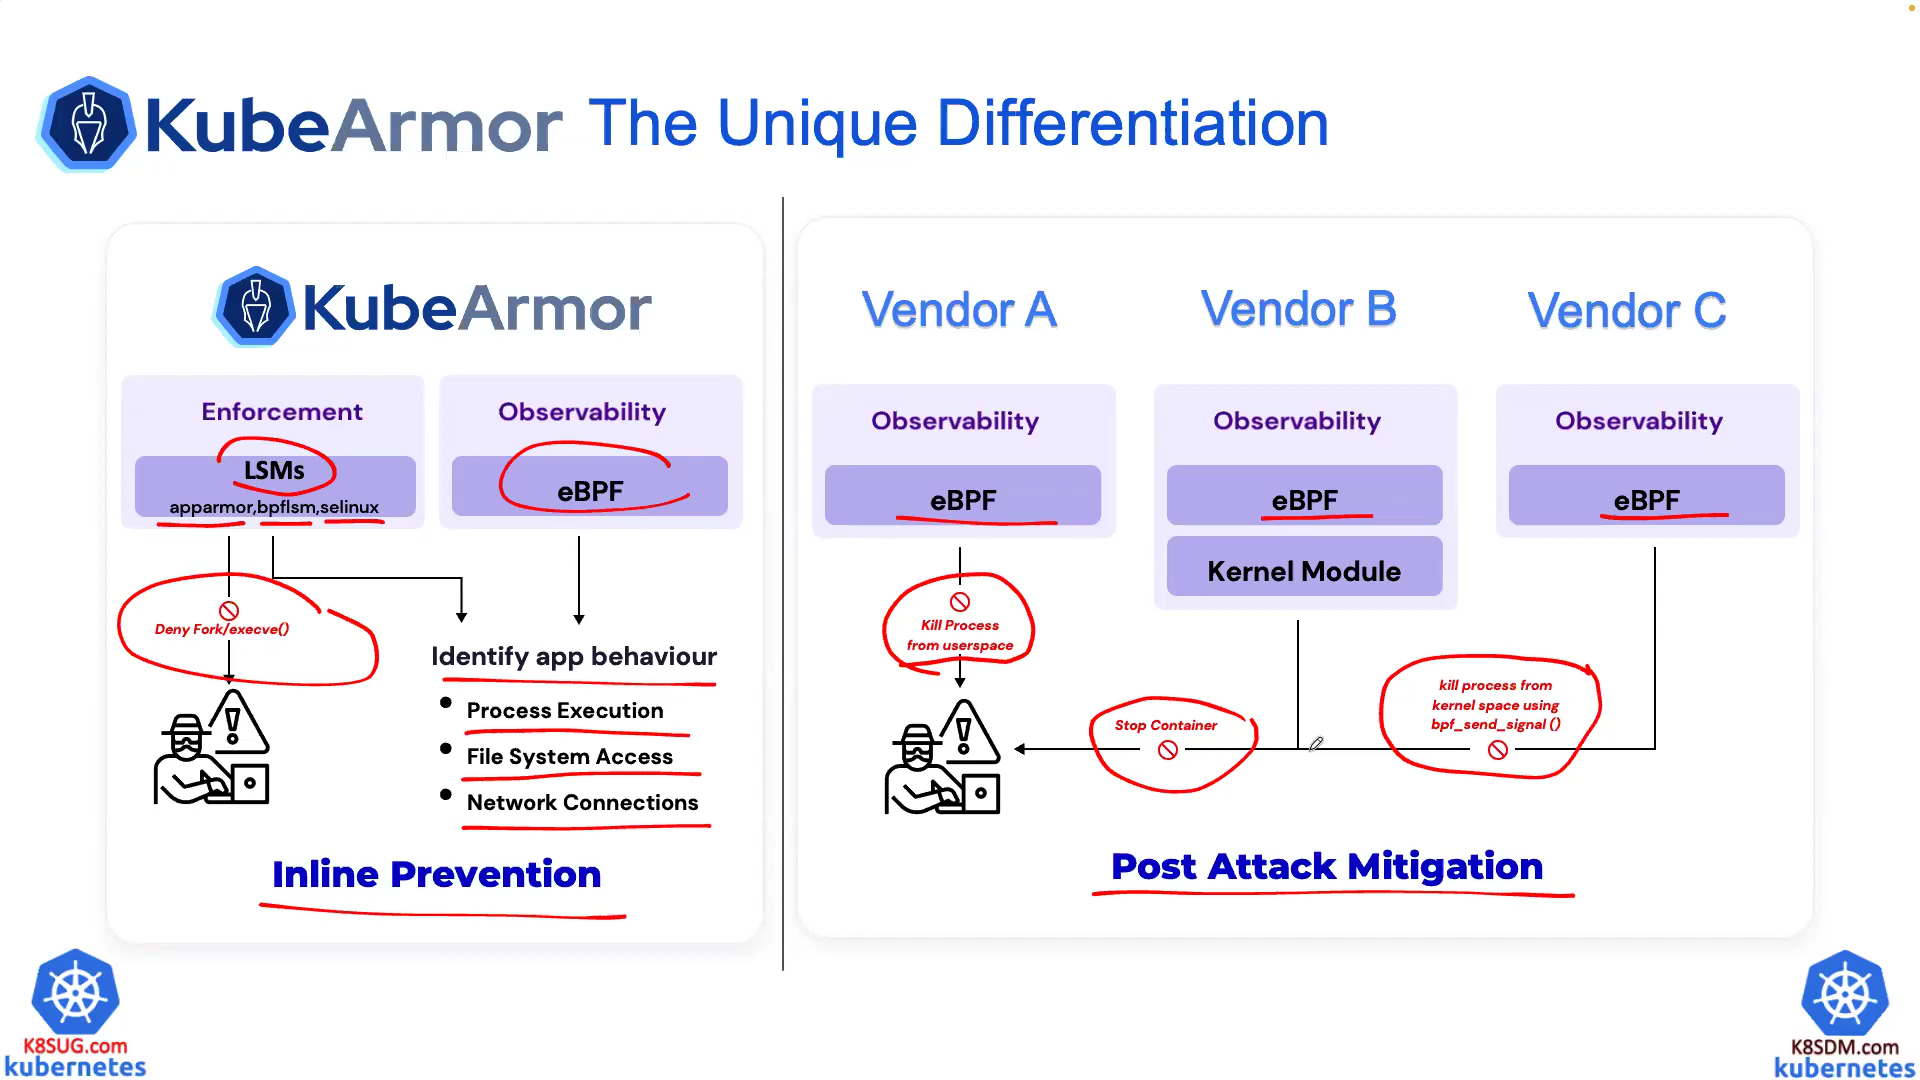 KubeArmor The Unique Differentiation
KubeArmor
Enforcement
LSMs
apparmor,bpflsm,selinux
Observability
eBPF
Deny Fork/execve()
Identify app behaviour
Process Execution
File System Access
Network Connections
Inline Prevention
Vendor A
Vendor B
Vendor C
Observability
eBPF
Observability
eBPF
Kernel Module
Observability
eBPF
Kill Process
from userspace
Stop Container
kill process from
kernel space using
bpf_send_signal ()
Post Attack Mitigation
K8SUG.com
kubernetes
K8SDM.com
kubernetes